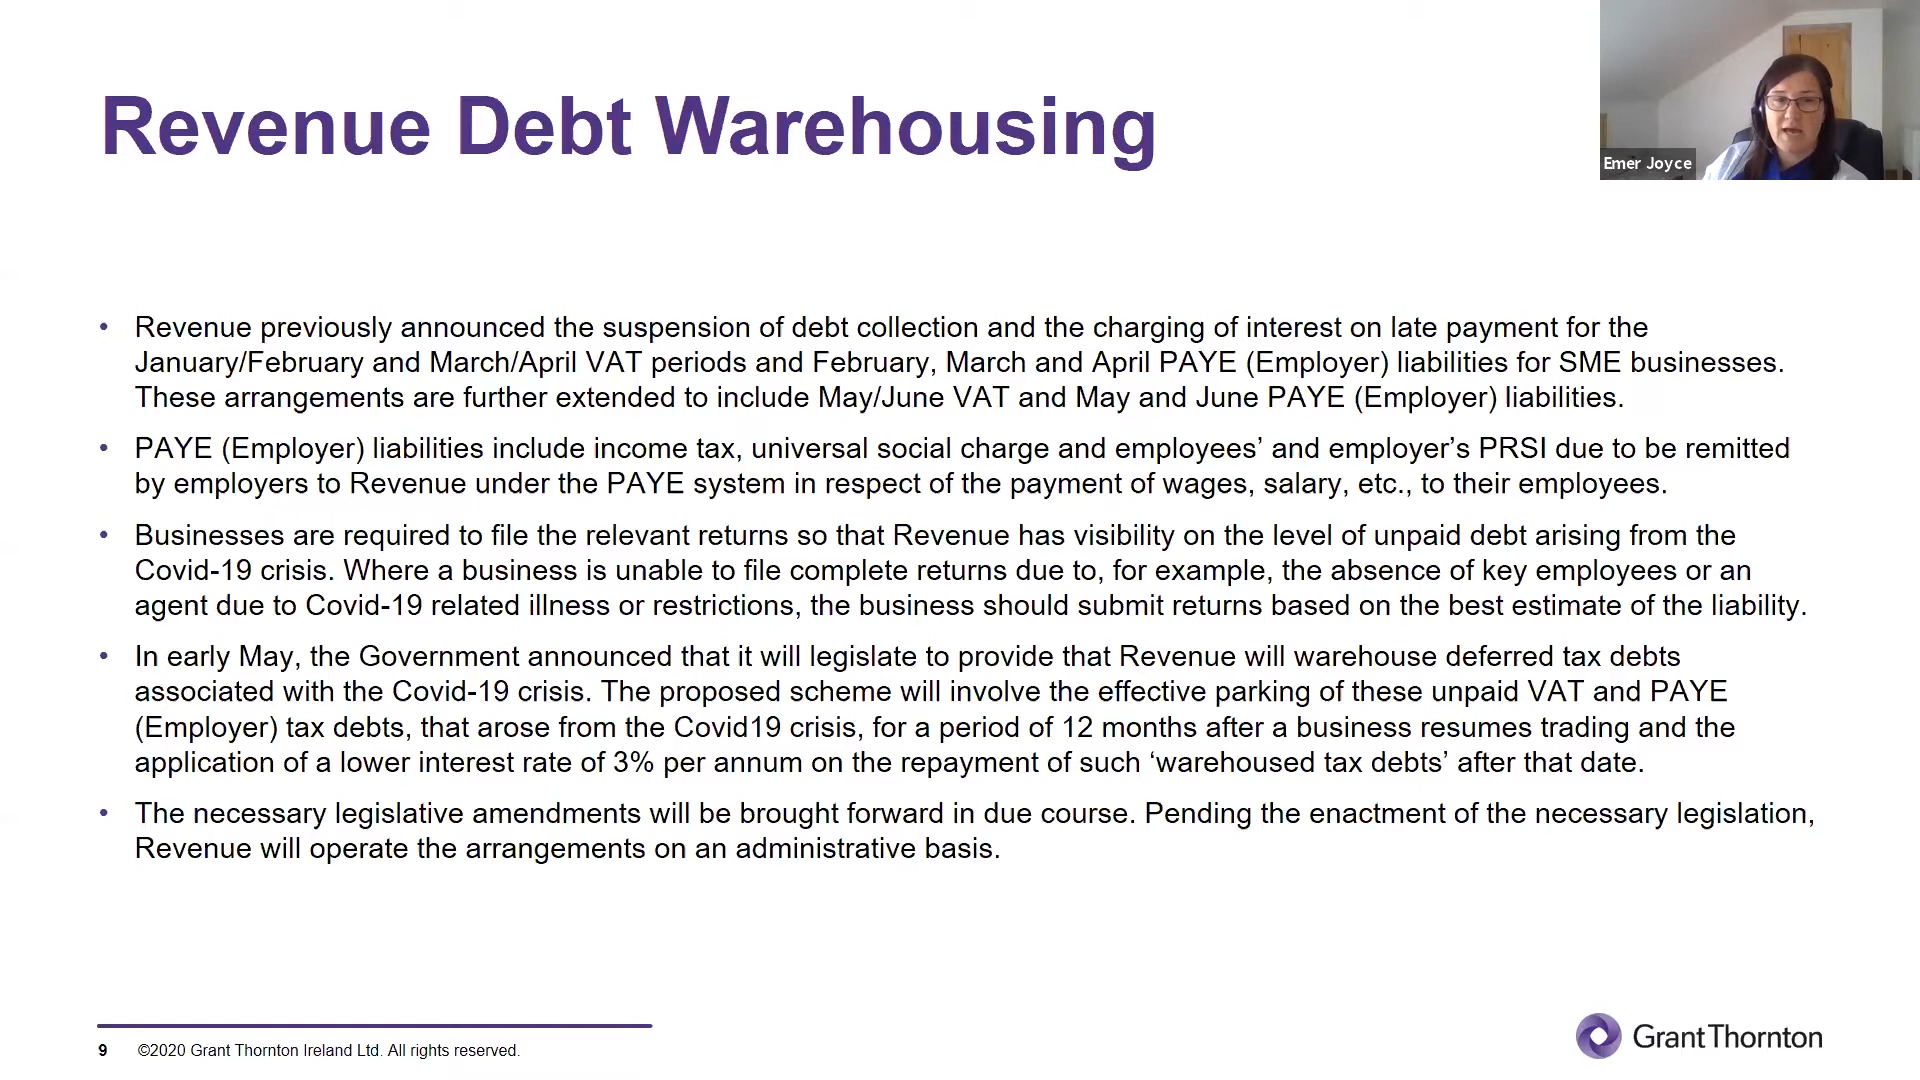 Revenue Debt Warehousing
Emer Joyce
• Revenue previously announced the suspension of debt collection and the charging of interest on late payment for the
January/February and March/April VAT periods and February, March and April PAYE (Employer) liabilities for SME businesses.
These arrangements are further extended to include May/June VAT and May and June PAYE (Employer) liabilities.
• PAYE (Employer) liabilities include income tax, universal social charge and employees’ and employer’s PRSI due to be remitted
by employers to Revenue under the PAYE system in respect of the payment of wages, salary, etc., to their employees.
• Businesses are required to file the relevant returns so that Revenue has visibility on the level of unpaid debt arising from the
Covid-19 crisis. Where a business is unable to file complete returns due to, for example, the absence of key employees or an
agent due to Covid-19 related illness or restrictions, the business should submit returns based on the best estimate of the liability.
• In early May, the Government announced that it will legislate to provide that Revenue will warehouse deferred tax debts
associated with the Covid-19 crisis. The proposed scheme will involve the effective parking of these unpaid VAT and PAYE
(Employer) tax debts, that arose from the Covid19 crisis, for a period of 12 months after a business resumes trading and the
application of a lower interest rate of 3% per annum on the repayment of such ‘warehoused tax debts’ after that date.
• The necessary legislative amendments will be brought forward in due course. Pending the enactment of the necessary legislation,
Revenue will operate the arrangements on an administrative basis.
9 ©2020 Grant Thornton Ireland Ltd. All rights reserved.
GrantThornton